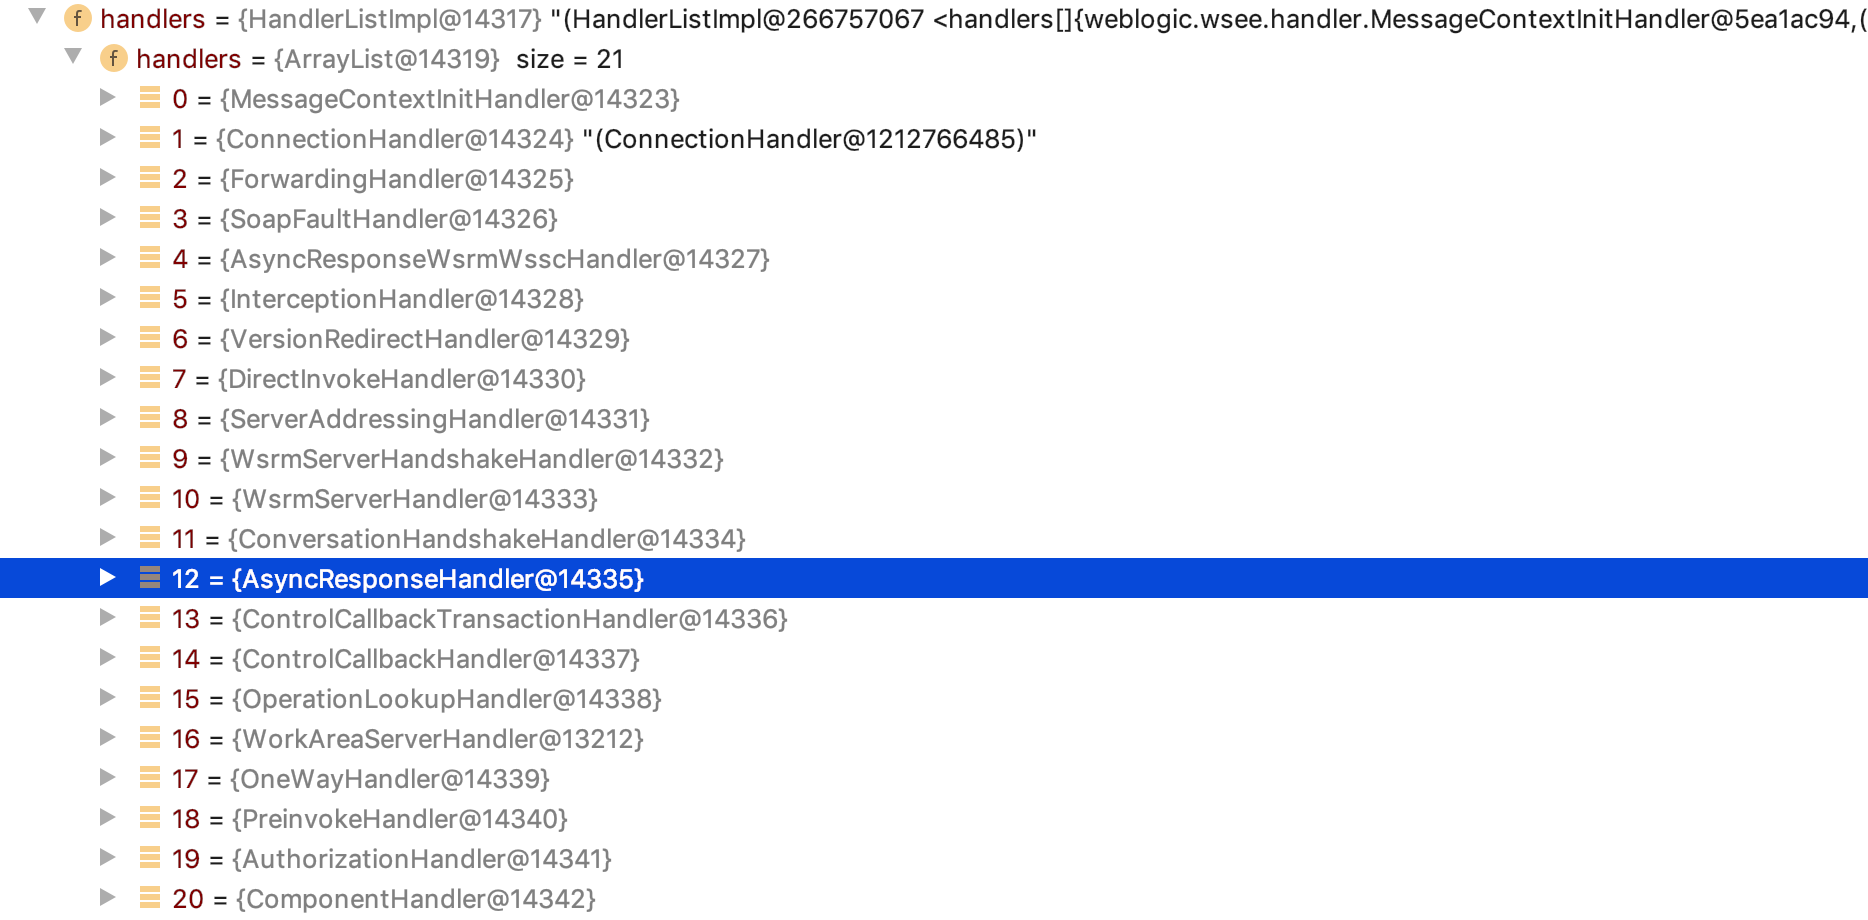 f handlers = {HandlerListImpl@14317} "(HandlerListImpl@266757067 <handlers[]{weblogic.wsee.handler.MessageContextInitHandler@5ea1ac94,(
f handlers = {ArrayList@14319} size = 21
0 = {MessageContextInitHandler@14323}
1 = {ConnectionHandler@14324} "(ConnectionHandler@1212766485)"
2 = {ForwardingHandler@14325}
3 = {SoapFaultHandler@14326}
4 = {AsyncResponseWsrmWsscHandler@14327}
5 = {InterceptionHandler@14328}
6 = {VersionRedirectHandler@14329}
7 = {DirectInvokeHandler@14330}
8 = {ServerAddressingHandler@14331}
9 = {WsrmServerHandshakeHandler@14332}
10 = {WsrmServerHandler@14333}
11 = {ConversationHandshakeHandler@14334}
12 = {AsyncResponseHandler@14335}
13 = {ControlCallbackTransactionHandler@14336}
14 = {ControlCallbackHandler@14337}
15 = {OperationLookupHandler@14338}
16 = {WorkAreaServerHandler@13212}
17 = {OneWayHandler@14339}
18 = {PreinvokeHandler@14340}
19 = {AuthorizationHandler@14341}
20 = {ComponentHandler@14342}